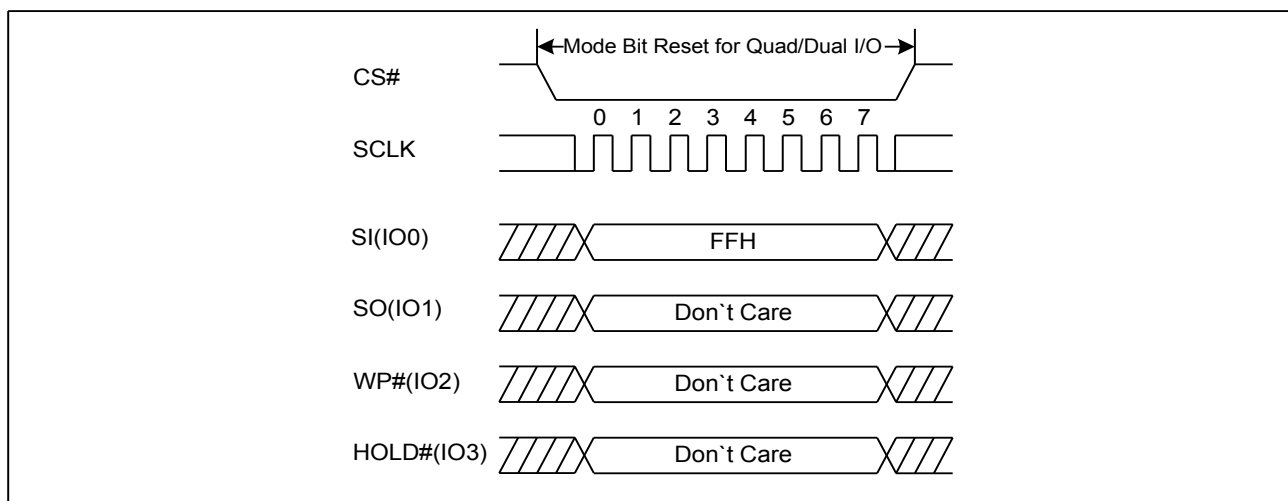 Mode Bit Reset for Quad/Dual I/O
CS#
0 1 2 3 4 5 6 7
SCLK
SI(IO0) FFH
SO(IO1) Don`t Care
WP#(IO2) Don`t Care
HOLD#(IO3) Don`t Care